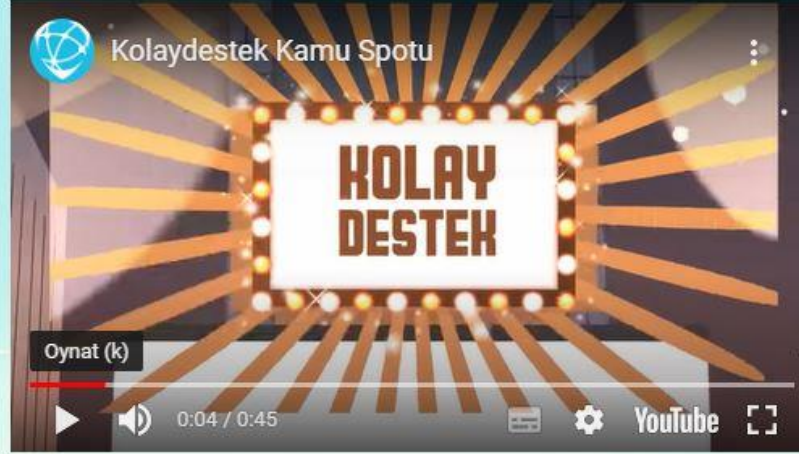 Kolaydestek Kamu Spotu
KOLAY
DESTEK
Oynat (k)
0:04 / 0:45
YouTube